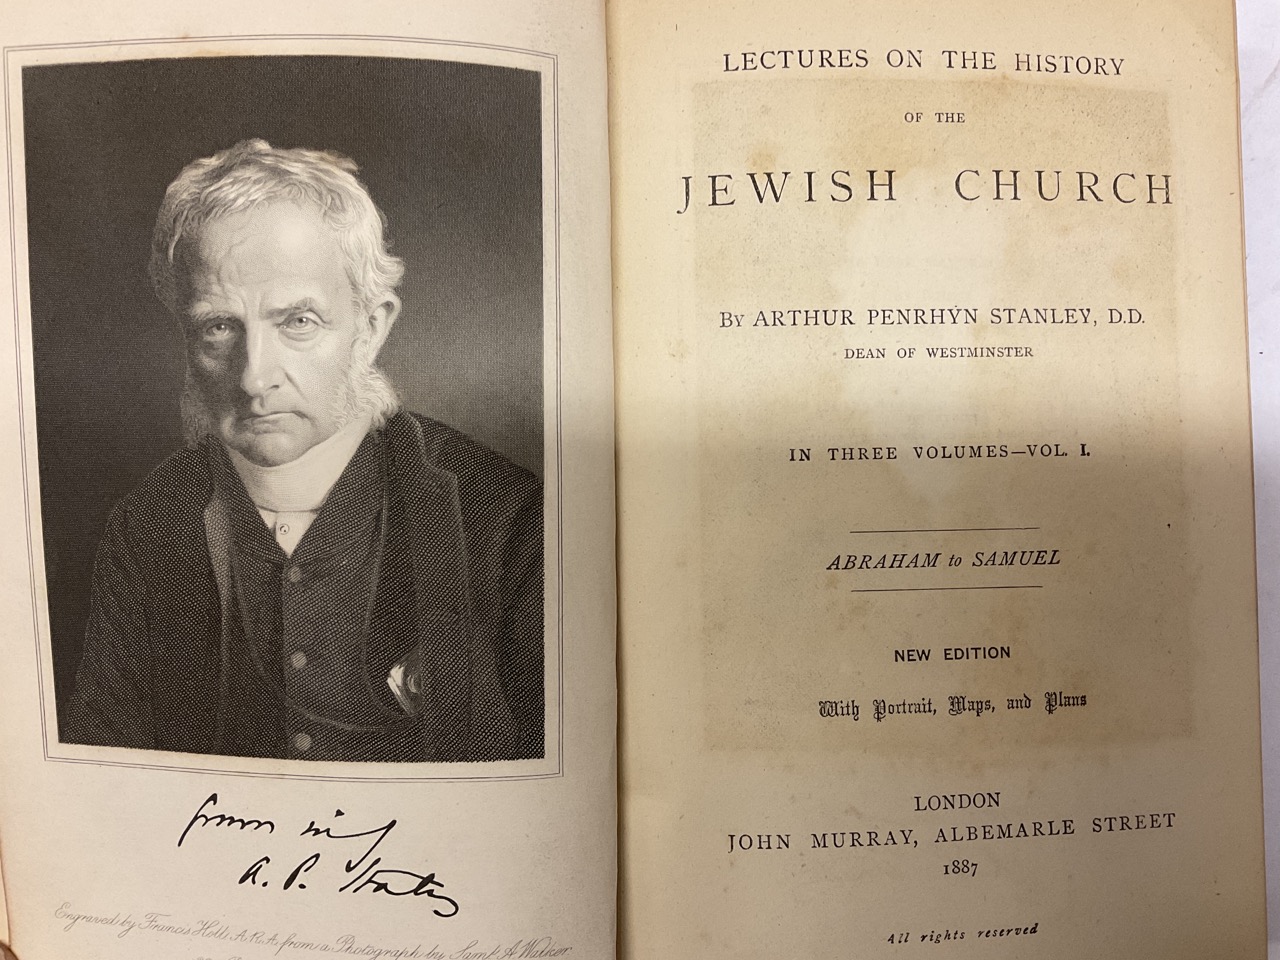 A. P. Stanley
Engraved by Francis Holl A.R.A. from a Photograph by Saml. A. Walker
LECTURES ON THE HISTORY
OF THE
JEWISH CHURCH
BY ARTHUR PENRHYN STANLEY, D.D.
DEAN OF WESTMINSTER
IN THREE VOLUMES—VOL. I.
ABRAHAM to SAMUEL
NEW EDITION
With Portrait, Maps, and Plans
LONDON
JOHN MURRAY, ALBEMARLE STREET
1887
All rights reserved